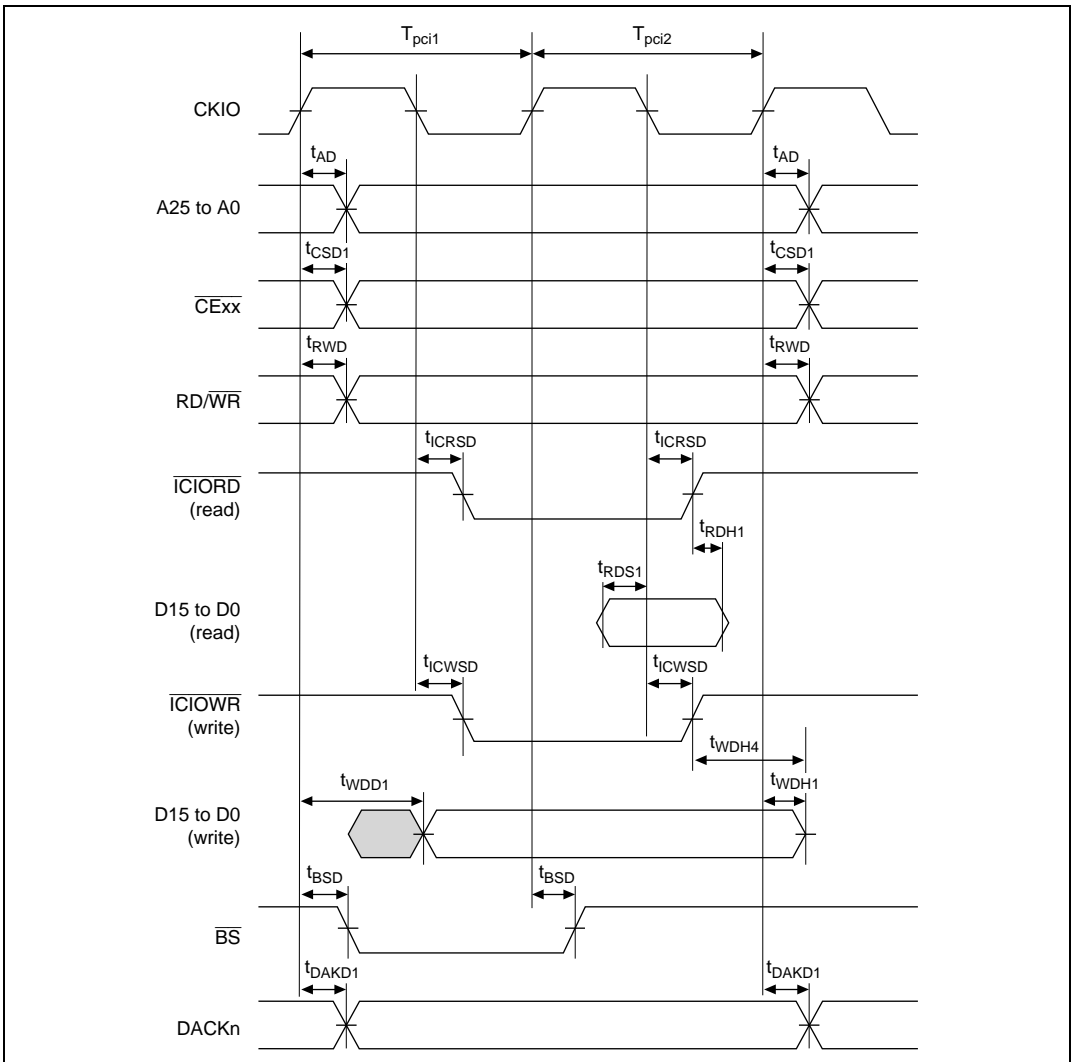 Tpci1 Tpci2
CKIO
tAD tAD
A25 to A0
tCSD1 tCSD1
CExx
tRWD tRWD
RD/WR
tICRSD tICRSD
ICIORD
(read)
tRDH1
tRDS1
D15 to D0
(read)
tICWSD tICWSD
ICIOWR
(write)
tWDH4
tWDD1 tWDH1
D15 to D0
(write)
tBSD tBSD
BS
tDAKD1 tDAKD1
DACKn